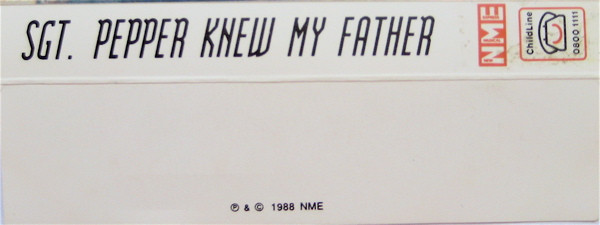 SGT. PEPPER KNEW MY FATHER
NME
ChildLine
0800 1111
℗ & © 1988 NME